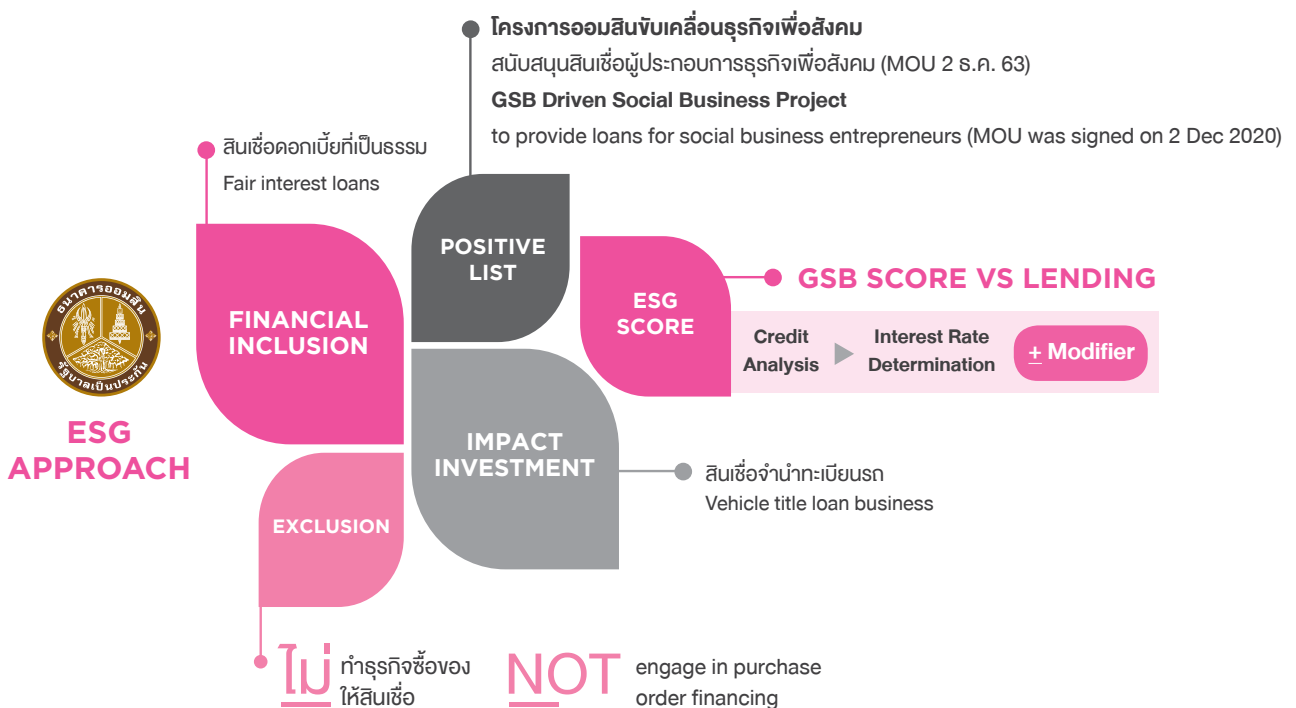 โครงการออมสินขับเคลื่อนธุรกิจเพื่อสังคม
สนับสนุนสินเชื่อผู้ประกอบการธุรกิจเพื่อสังคม (MOU 2 ธ.ค. 63)
GSB Driven Social Business Project
to provide loans for social business entrepreneurs (MOU was signed on 2 Dec 2020)
สินเชื่อดอกเบี้ยที่เป็นธรรม
Fair interest loans
POSITIVE
LIST
FINANCIAL
INCLUSION
ESG
SCORE
GSB SCORE VS LENDING
Credit
Analysis
Interest Rate
Determination
+ Modifier
ธนาคารออมสิน
รัฐบาลเป็นประกัน
ESG
APPROACH
IMPACT
INVESTMENT
สินเชื่อจำนำทะเบียนรถ
Vehicle title loan business
EXCLUSION
ไม่ ทำธุรกิจซื้อของ
ให้สินเชื่อ
NOT engage in purchase
order financing